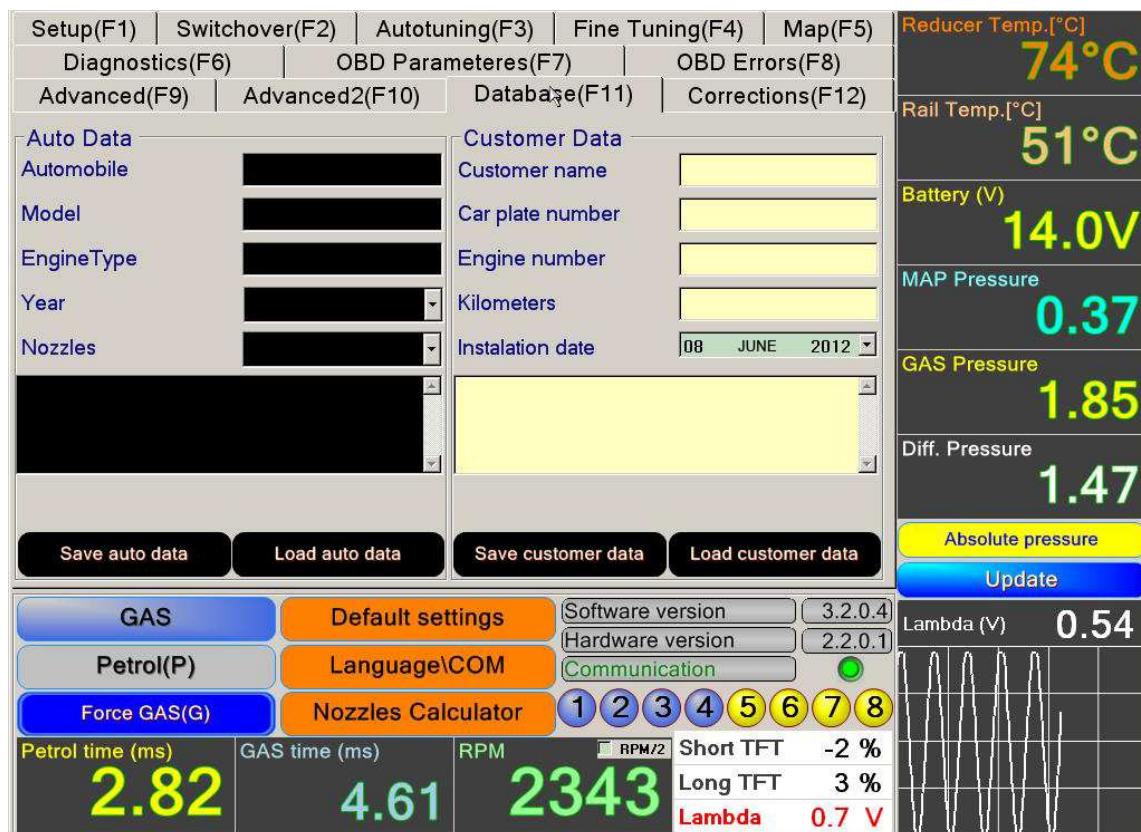 Setup(F1) Switchover(F2) Autotuning(F3) Fine Tuning(F4) Map(F5)
Diagnostics(F6) OBD Parameteres(F7) OBD Errors(F8)
Advanced(F9) Advanced2(F10) Database(F11) Corrections(F12)
Auto Data
Automobile
Model
EngineType
Year
Nozzles
Save auto data Load auto data
Customer Data
Customer name
Car plate number
Engine number
Kilometers
Instalation date 08 JUNE 2012
Save customer data Load customer data
Reducer Temp.[°C]
74°C
Rail Temp.[°C]
51°C
Battery (V)
14.0V
MAP Pressure
0.37
GAS Pressure
1.85
Diff. Pressure
1.47
Absolute pressure
Update
Lambda (V) 0.54
GAS
Petrol(P)
Force GAS(G)
Default settings
Language\COM
Nozzles Calculator
Software version 3.2.0.4
Hardware version 2.2.0.1
Communication
1 2 3 4 5 6 7 8
Petrol time (ms)
2.82
GAS time (ms)
4.61
RPM RPM/2
2343
Short TFT -2 %
Long TFT 3 %
Lambda 0.7 V